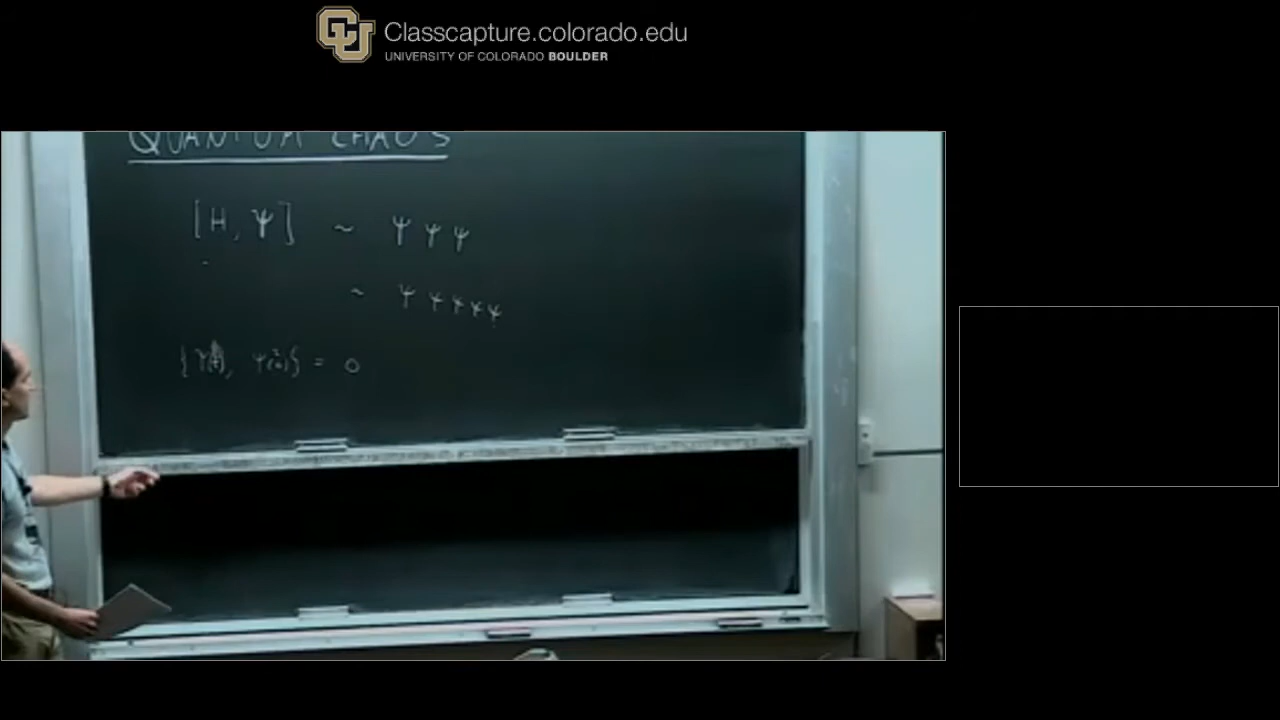 Classcapture.colorado.edu
UNIVERSITY OF COLORADO BOULDER
QUANTUM CHAOS
[H, Ψ] ~ Ψ Ψ Ψ
~ Ψ Ψ Ψ Ψ Ψ
= 0